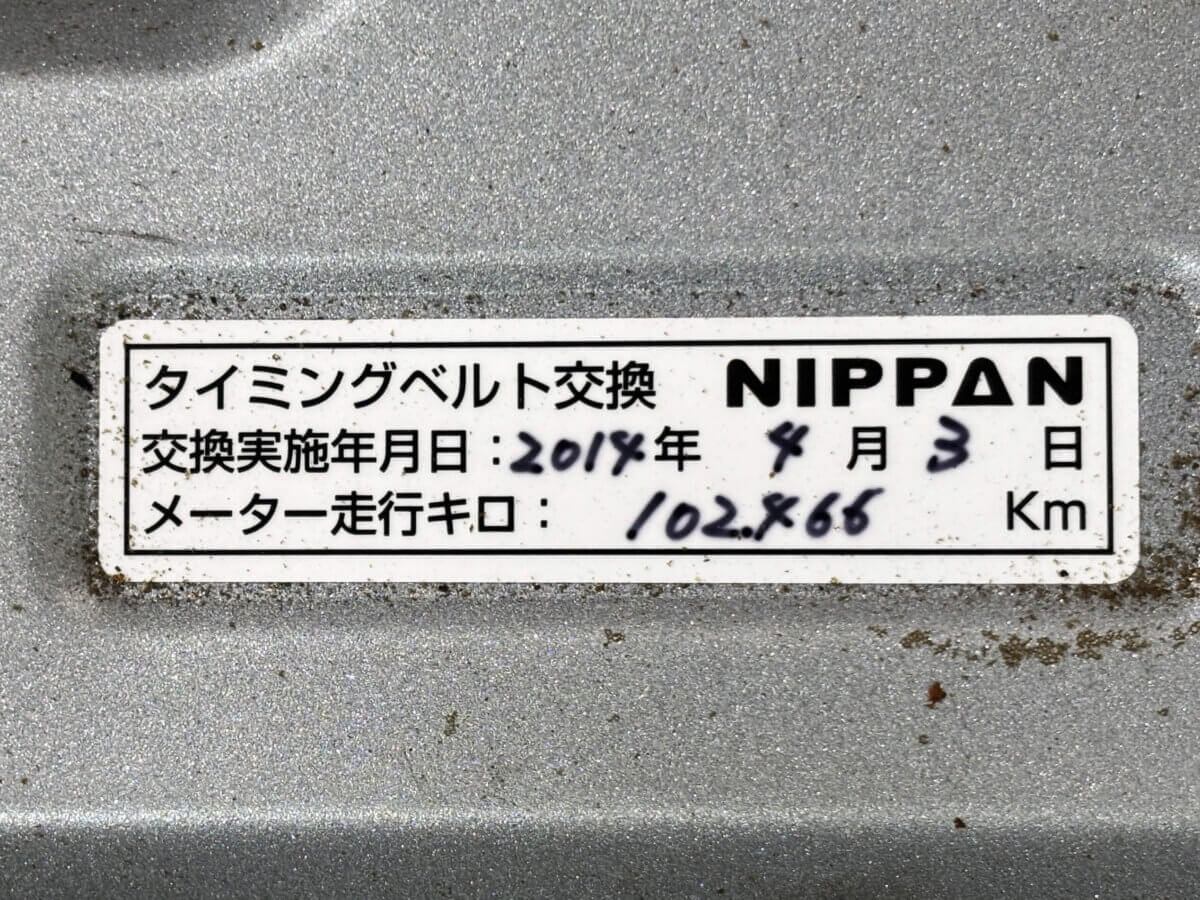 タイミングベルト交換 NIPPAN
交換実施年月日：2014年 4月 3日
メーター走行キロ： 102.466 Km